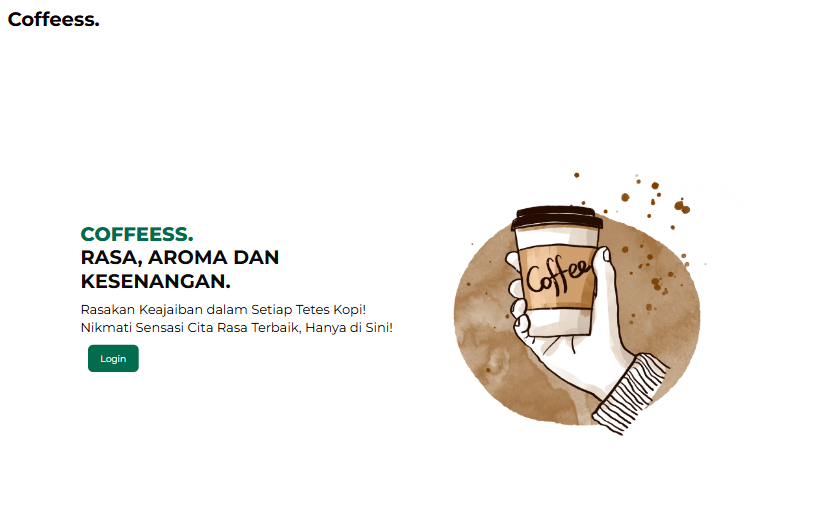 Coffeess.
COFFEESS.
RASA, AROMA DAN
KESENANGAN.
Rasakan Keajaiban dalam Setiap Tetes Kopi!
Nikmati Sensasi Cita Rasa Terbaik, Hanya di Sini!
Login
Coffee